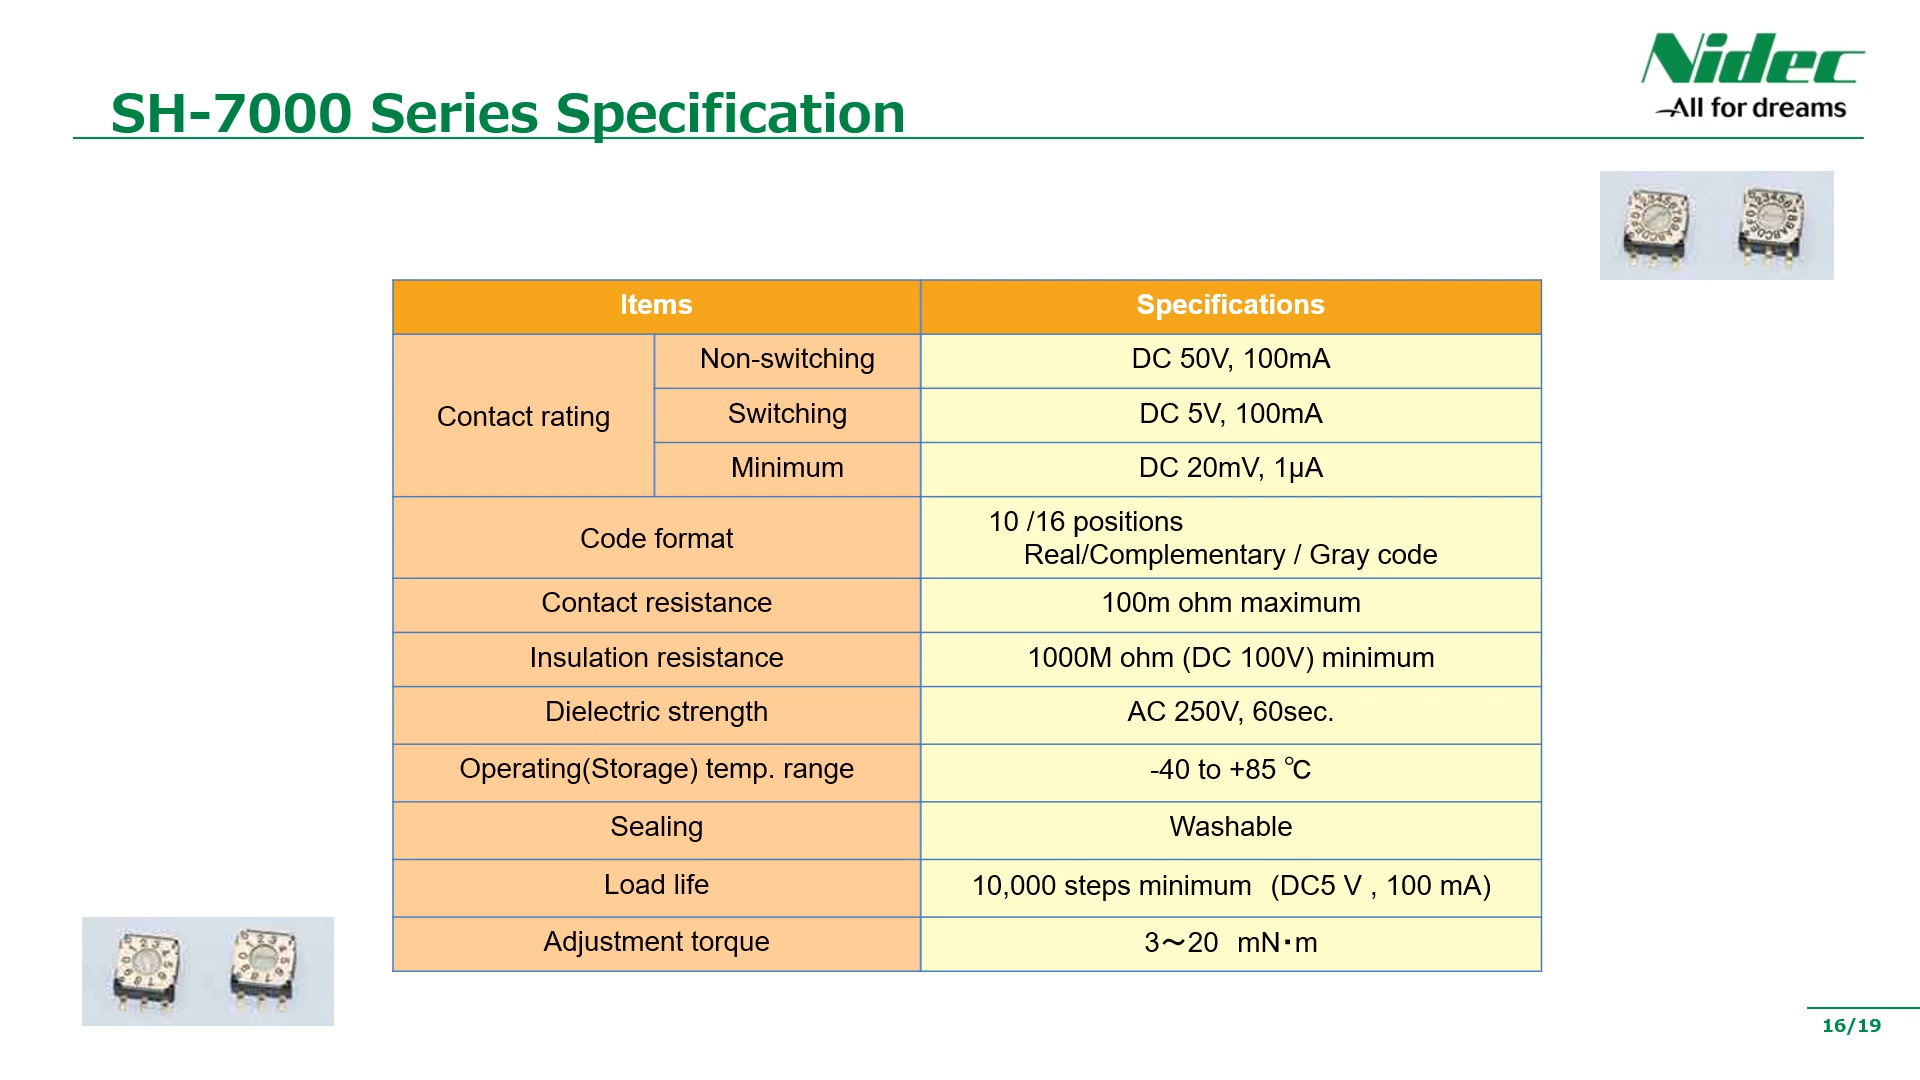 Nidec
All for dreams
SH-7000 Series Specification
Items Specifications
Contact rating
Non-switching DC 50V, 100mA
Switching DC 5V, 100mA
Minimum DC 20mV, 1μA
Code format
10 /16 positions
Real/Complementary / Gray code
Contact resistance 100m ohm maximum
Insulation resistance 1000M ohm (DC 100V) minimum
Dielectric strength AC 250V, 60sec.
Operating(Storage) temp. range -40 to +85 ℃
Sealing Washable
Load life 10,000 steps minimum (DC5 V , 100 mA)
Adjustment torque 3～20 mN・m
16/19